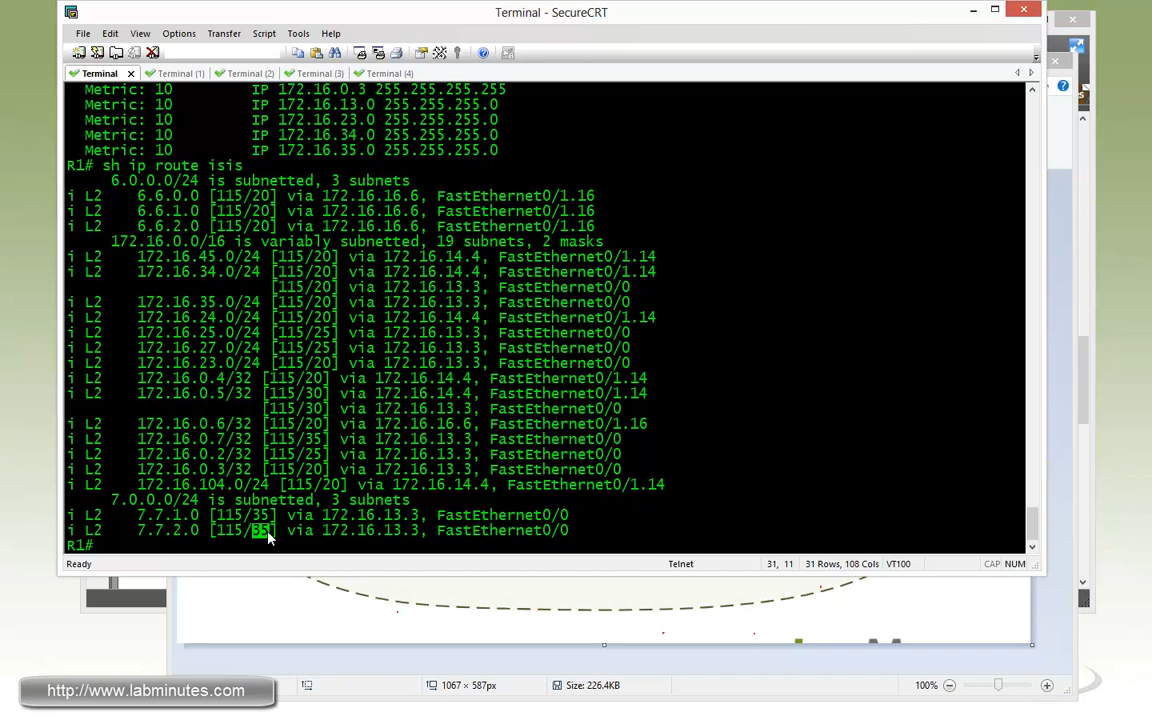 Terminal - SecureCRT
File Edit View Options Transfer Script Tools Help
Terminal Terminal (1) Terminal (2) Terminal (3) Terminal (4)
Metric: 10 IP 172.16.0.3 255.255.255.255
Metric: 10 IP 172.16.13.0 255.255.255.0
Metric: 10 IP 172.16.23.0 255.255.255.0
Metric: 10 IP 172.16.34.0 255.255.255.0
Metric: 10 IP 172.16.35.0 255.255.255.0
R1# sh ip route isis
6.0.0.0/24 is subnetted, 3 subnets
i L2 6.6.0.0 [115/20] via 172.16.16.6, FastEthernet0/1.16
i L2 6.6.1.0 [115/20] via 172.16.16.6, FastEthernet0/1.16
i L2 6.6.2.0 [115/20] via 172.16.16.6, FastEthernet0/1.16
172.16.0.0/16 is variably subnetted, 19 subnets, 2 masks
i L2 172.16.45.0/24 [115/20] via 172.16.14.4, FastEthernet0/1.14
i L2 172.16.34.0/24 [115/20] via 172.16.14.4, FastEthernet0/1.14
[115/20] via 172.16.13.3, FastEthernet0/0
i L2 172.16.35.0/24 [115/20] via 172.16.13.3, FastEthernet0/0
i L2 172.16.24.0/24 [115/20] via 172.16.14.4, FastEthernet0/1.14
i L2 172.16.25.0/24 [115/25] via 172.16.13.3, FastEthernet0/0
i L2 172.16.27.0/24 [115/25] via 172.16.13.3, FastEthernet0/0
i L2 172.16.23.0/24 [115/20] via 172.16.13.3, FastEthernet0/0
i L2 172.16.0.4/32 [115/20] via 172.16.14.4, FastEthernet0/1.14
i L2 172.16.0.5/32 [115/30] via 172.16.14.4, FastEthernet0/1.14
[115/30] via 172.16.13.3, FastEthernet0/0
i L2 172.16.0.6/32 [115/20] via 172.16.16.6, FastEthernet0/1.16
i L2 172.16.0.7/32 [115/35] via 172.16.13.3, FastEthernet0/0
i L2 172.16.0.2/32 [115/25] via 172.16.13.3, FastEthernet0/0
i L2 172.16.0.3/32 [115/20] via 172.16.13.3, FastEthernet0/0
i L2 172.16.104.0/24 [115/20] via 172.16.14.4, FastEthernet0/1.14
7.0.0.0/24 is subnetted, 3 subnets
i L2 7.7.1.0 [115/35] via 172.16.13.3, FastEthernet0/0
i L2 7.7.2.0 [115/35] via 172.16.13.3, FastEthernet0/0
R1#
Ready Telnet 31, 11 31 Rows, 108 Cols VT100 CAP NUM
http://www.labminutes.com
1067 × 587px Size: 226.4KB 100%